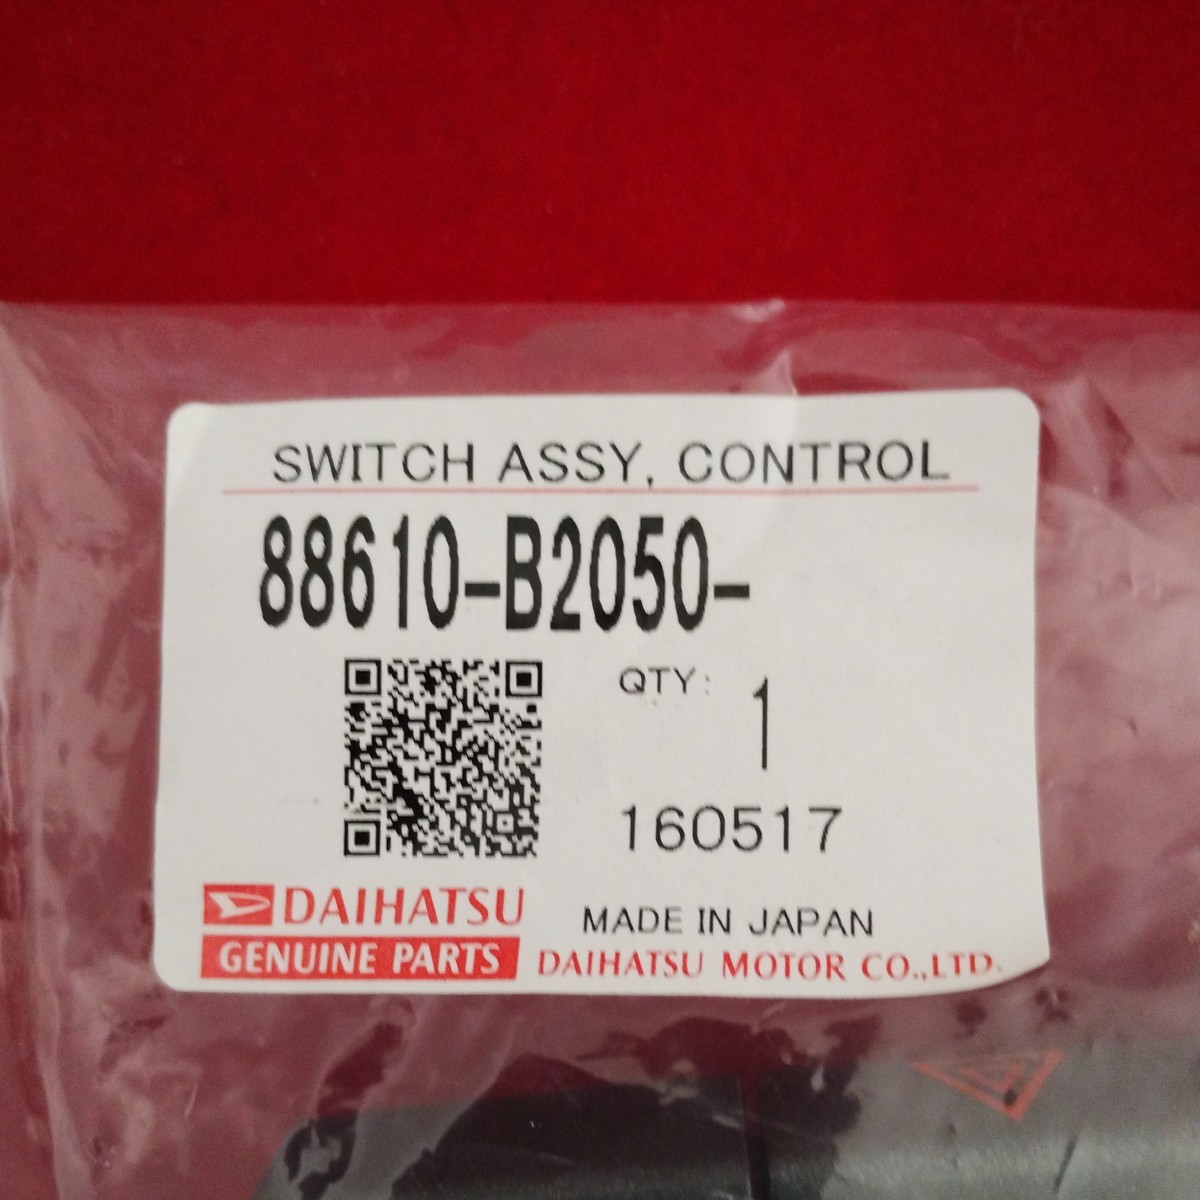 SWITCH ASSY, CONTROL
88610-B2050-
QTY: 1
160517
DAIHATSU
GENUINE PARTS
MADE IN JAPAN
DAIHATSU MOTOR CO.,LTD.